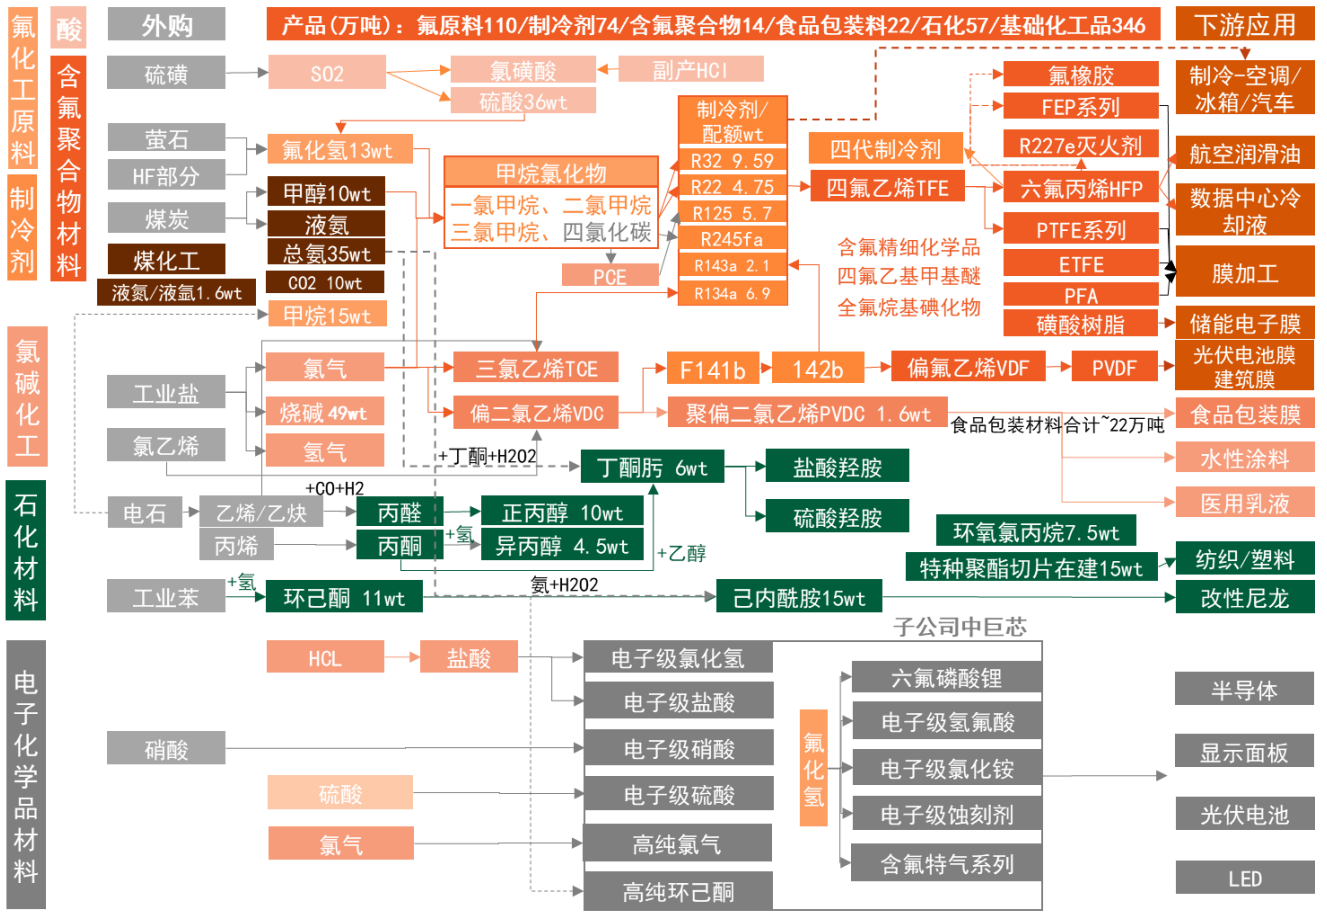 氟化工原料
制冷剂
酸
含氟聚合物材料
氯碱化工
石化材料
电子化学品材料
外购
产品(万吨)：氟原料110/制冷剂74/含氟聚合物14/食品包装料22/石化57/基础化工品346
下游应用
硫磺
SO2
氯磺酸
副产HCl
硫酸36wt
萤石
HF部分
氟化氢13wt
煤炭
甲醇10wt
液氨
总氨35wt
煤化工
CO2 10wt
液氮/液氩1.6wt
甲烷15wt
甲烷氯化物
一氯甲烷、二氯甲烷
三氯甲烷、四氯化碳
PCE
制冷剂/
配额wt
R32 9.59
R22 4.75
R125 5.7
R245fa
R143a 2.1
R134a 6.9
四代制冷剂
四氟乙烯TFE
含氟精细化学品
四氟乙基甲基醚
全氟烷基碘化物
氟橡胶
FEP系列
R227e灭火剂
六氟丙烯HFP
PTFE系列
ETFE
PFA
磺酸树脂
制冷-空调/
冰箱/汽车
航空润滑油
数据中心冷
却液
膜加工
储能电子膜
光伏电池膜
建筑膜
食品包装膜
水性涂料
医用乳液
工业盐
氯气
烧碱49wt
氢气
氯乙烯
三氯乙烯TCE
偏二氯乙烯VDC
F141b
142b
偏氟乙烯VDF
PVDF
聚偏二氯乙烯PVDC 1.6wt
食品包装材料合计~22万吨
+丁酮+H2O2
丁酮肟 6wt
盐酸羟胺
硫酸羟胺
+CO+H2
电石
乙烯/乙炔
丙醛
正丙醇 10wt
丙烯
丙酮
+氢
异丙醇 4.5wt
+乙醇
环氧氯丙烷7.5wt
特种聚酯切片在建15wt
纺织/塑料
工业苯
+氢
环己酮 11wt
氨+H2O2
己内酰胺15wt
改性尼龙
子公司中巨芯
HCL
盐酸
硝酸
硫酸
氯气
电子级氯化氢
电子级盐酸
电子级硝酸
电子级硫酸
高纯氯气
高纯环己酮
氟化氢
六氟磷酸锂
电子级氢氟酸
电子级氯化铵
电子级蚀刻剂
含氟特气系列
半导体
显示面板
光伏电池
LED